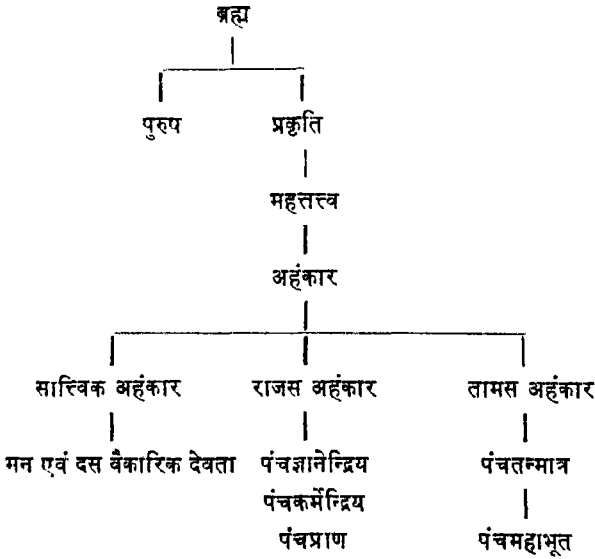 ब्रह्म
पुरुष प्रकृति
महत्तत्त्व
अहंकार
सात्त्विक अहंकार राजस अहंकार तामस अहंकार
मन एवं दस वैकारिक देवता पंचज्ञानेन्द्रिय पंचतन्मात्र
पंचकर्मेन्द्रिय
पंचप्राण पंचमहाभूत